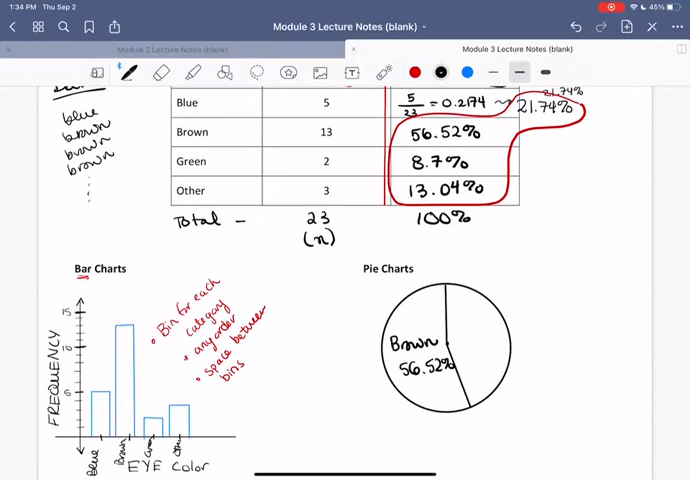 1:34 PM Thu Sep 2
45%
Module 3 Lecture Notes (blank)
Module 2 Lecture Notes (blank)
Module 3 Lecture Notes (blank)
blue
brown
brown
brown
Blue 5 5/23 = 0.2174 → 21.74%
21.74%
Brown 13 56.52%
Green 2 8.7%
Other 3 13.04%
Total - 23 100%
(n)
Bar Charts
Pie Charts
FREQUENCY
15
10
5
Blue
Brown
Green
Other
EYE Color
• Bin for each
category
+ any order
• Space between
bins
Brown
56.52%